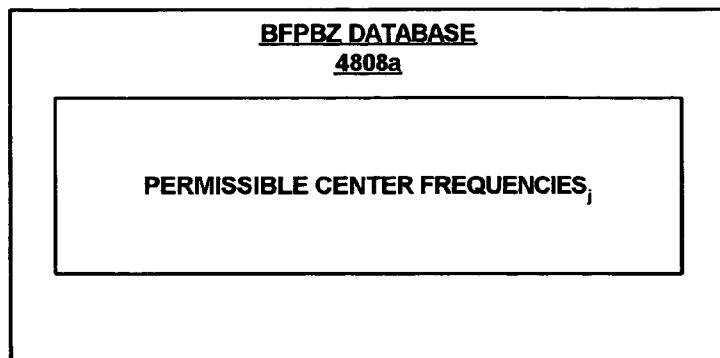 BFPBZ DATABASE
4808a
PERMISSIBLE CENTER FREQUENCIESj